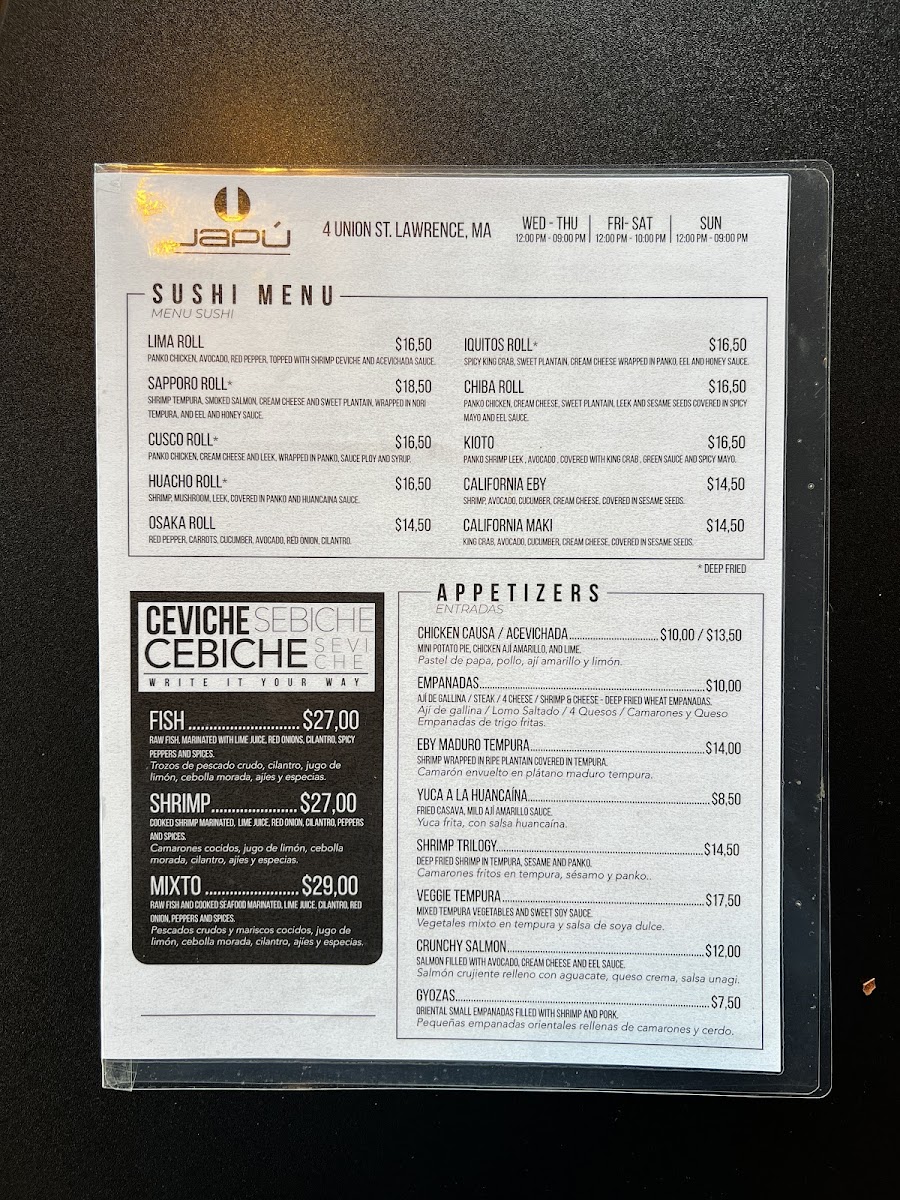 JAPÚ
4 UNION ST. LAWRENCE, MA
WED - THU
12:00 PM - 09:00 PM
FRI- SAT
12:00 PM - 10:00 PM
SUN
12:00 PM - 09:00 PM
SUSHI MENU
MENU SUSHI
LIMA ROLL $16,50
PANKO CHICKEN, AVOCADO, RED PEPPER, TOPPED WITH SHRIMP CEVICHE AND ACEVICHADA SAUCE.
SAPPORO ROLL* $18,50
SHRIMP TEMPURA, SMOKED SALMON, CREAM CHEESE AND SWEET PLANTAIN, WRAPPED IN NORI
TEMPURA, AND EEL AND HONEY SAUCE.
CUSCO ROLL* $16,50
PANKO CHICKEN, CREAM CHEESE AND LEEK, WRAPPED IN PANKO, SAUCE PLOY AND SYRUP.
HUACHO ROLL* $16,50
SHRIMP, MUSHROOM, LEEK, COVERED IN PANKO AND HUANCAINA SAUCE.
OSAKA ROLL $14,50
RED PEPPER, CARROTS, CUCUMBER, AVOCADO, RED ONION, CILANTRO.
IQUITOS ROLL* $16,50
SPICY KING CRAB, SWEET PLANTAIN, CREAM CHEESE WRAPPED IN PANKO, EEL AND HONEY SAUCE.
CHIBA ROLL $16,50
PANKO CHICKEN, CREAM CHEESE, SWEET PLANTAIN, LEEK AND SESAME SEEDS COVERED IN SPICY
MAYO AND EEL SAUCE.
KIOTO $16,50
PANKO SHRIMP LEEK , AVOCADO , COVERED WITH KING CRAB , GREEN SAUCE AND SPICY MAYO.
CALIFORNIA EBY $14,50
SHRIMP, AVOCADO, CUCUMBER, CREAM CHEESE, COVERED IN SESAME SEEDS.
CALIFORNIA MAKI $14,50
KING CRAB, AVOCADO, CUCUMBER, CREAM CHEESE, COVERED IN SESAME SEEDS.
* DEEP FRIED
CEVICHE SEBICHE
CEBICHE SEVI
CHE
WRITE IT YOUR WAY
FISH .......................... $27,00
RAW FISH, MARINATED WITH LIME JUICE, RED ONIONS, CILANTRO, SPICY
PEPPERS AND SPICES.
Trozos de pescado crudo, cilantro, jugo de
limón, cebolla morada, ajies y especias.
SHRIMP.................... $27,00
COOKED SHRIMP MARINATED, LIME JUICE, RED ONION, CILANTRO, PEPPERS
AND SPICES.
Camarones cocidos, jugo de limón, cebolla
morada, cilantro, ajies y especias.
MIXTO ...................... $29,00
RAW FISH AND COOKED SEAFOOD MARINATED, LIME JUICE, CILANTRO, RED
ONION, PEPPERS AND SPICES.
Pescados crudos y mariscos cocidos, jugo de
limón, cebolla morada, cilantro, ajíes y especias.
APPETIZERS
ENTRADAS
CHICKEN CAUSA / ACEVICHADA........................ $10,00 / $13,50
MINI POTATO PIE, CHICKEN AJÍ AMARILLO, AND LIME.
Pastel de papa, pollo, ají amarillo y limón.
EMPANADAS............................................................ $10,00
AJÍ DE GALLINA / STEAK / 4 CHEESE / SHRIMP & CHEESE - DEEP FRIED WHEAT EMPANADAS.
Ají de gallina / Lomo Saltado / 4 Quesos / Camarones y Queso
Empanadas de trigo fritas.
EBY MADURO TEMPURA............................................... $14,00
SHRIMP WRAPPED IN RIPE PLANTAIN COVERED IN TEMPURA.
Camarón envuelto en plátano maduro tempura.
YUCA A LA HUANCAÍNA................................................ $8,50
FRIED CASAVA, MILD AJÍ AMARILLO SAUCE.
Yuca frita, con salsa huancaína.
SHRIMP TRILOGY........................................................ $14,50
DEEP FRIED SHRIMP IN TEMPURA, SESAME AND PANKO.
Camarones fritos en tempura, sésamo y panko..
VEGGIE TEMPURA....................................................... $17,50
MIXED TEMPURA VEGETABLES AND SWEET SOY SAUCE.
Vegetales mixto en tempura y salsa de soya dulce.
CRUNCHY SALMON..................................................... $12,00
SALMON FILLED WITH AVOCADO, CREAM CHEESE AND EEL SAUCE.
Salmón crujiente relleno con aguacate, queso crema, salsa unagi.
GYOZAS.................................................................. $7,50
ORIENTAL SMALL EMPANADAS FILLED WITH SHRIMP AND PORK.
Pequeñas empanadas orientales rellenas de camarones y cerdo.